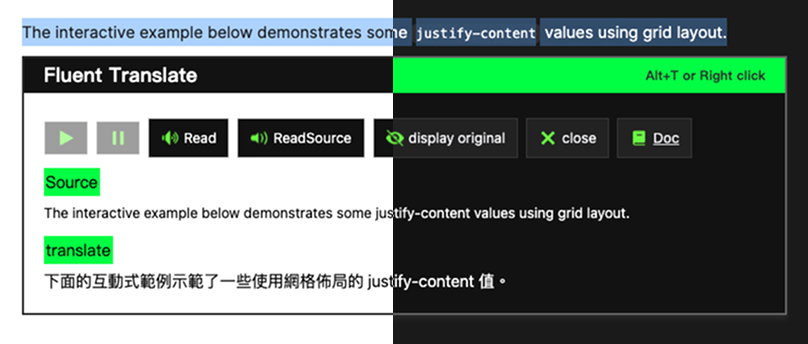 The interactive example below demonstrates some justify-content values using grid layout.
Fluent Translate Alt+T or Right click
Read ReadSource display original close Doc
Source
The interactive example below demonstrates some justify-content values using grid layout.
translate
下面的互動式範例示範了一些使用網格佈局的 justify-content 值。